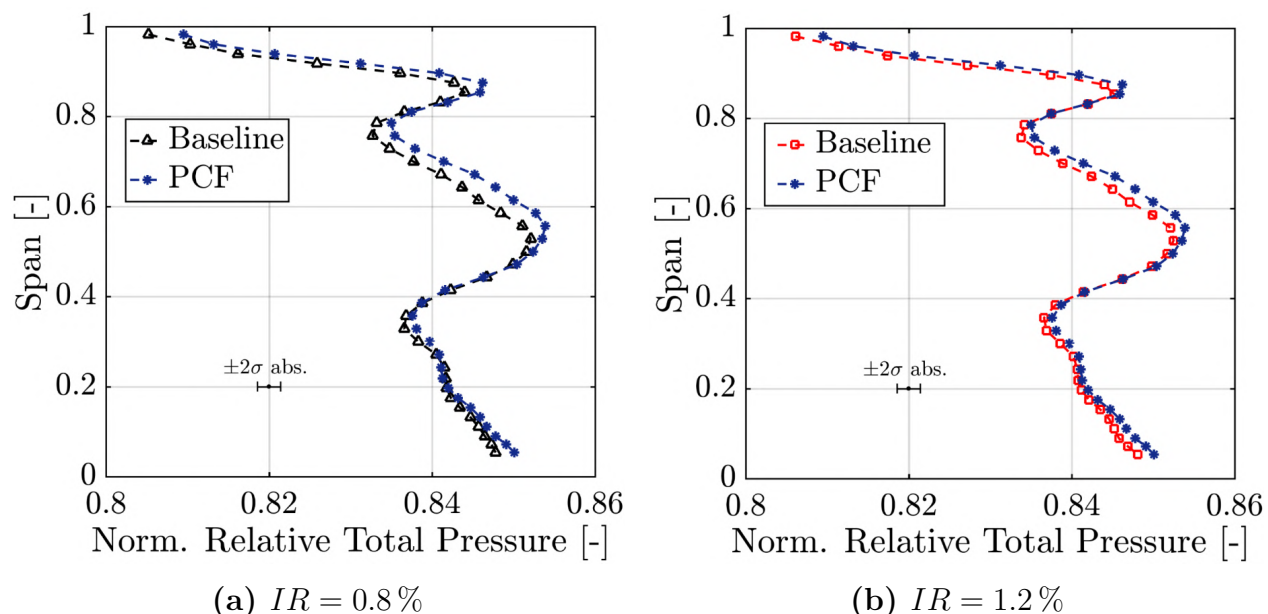 1
0.8
0.6
0.4
0.2
0
Span [-]
Baseline
PCF
±2σ abs.
0.8 0.82 0.84 0.86
Norm. Relative Total Pressure [-]
(a) IR = 0.8 %
1
0.8
0.6
0.4
0.2
0
Span [-]
Baseline
PCF
±2σ abs.
0.8 0.82 0.84 0.86
Norm. Relative Total Pressure [-]
(b) IR = 1.2 %